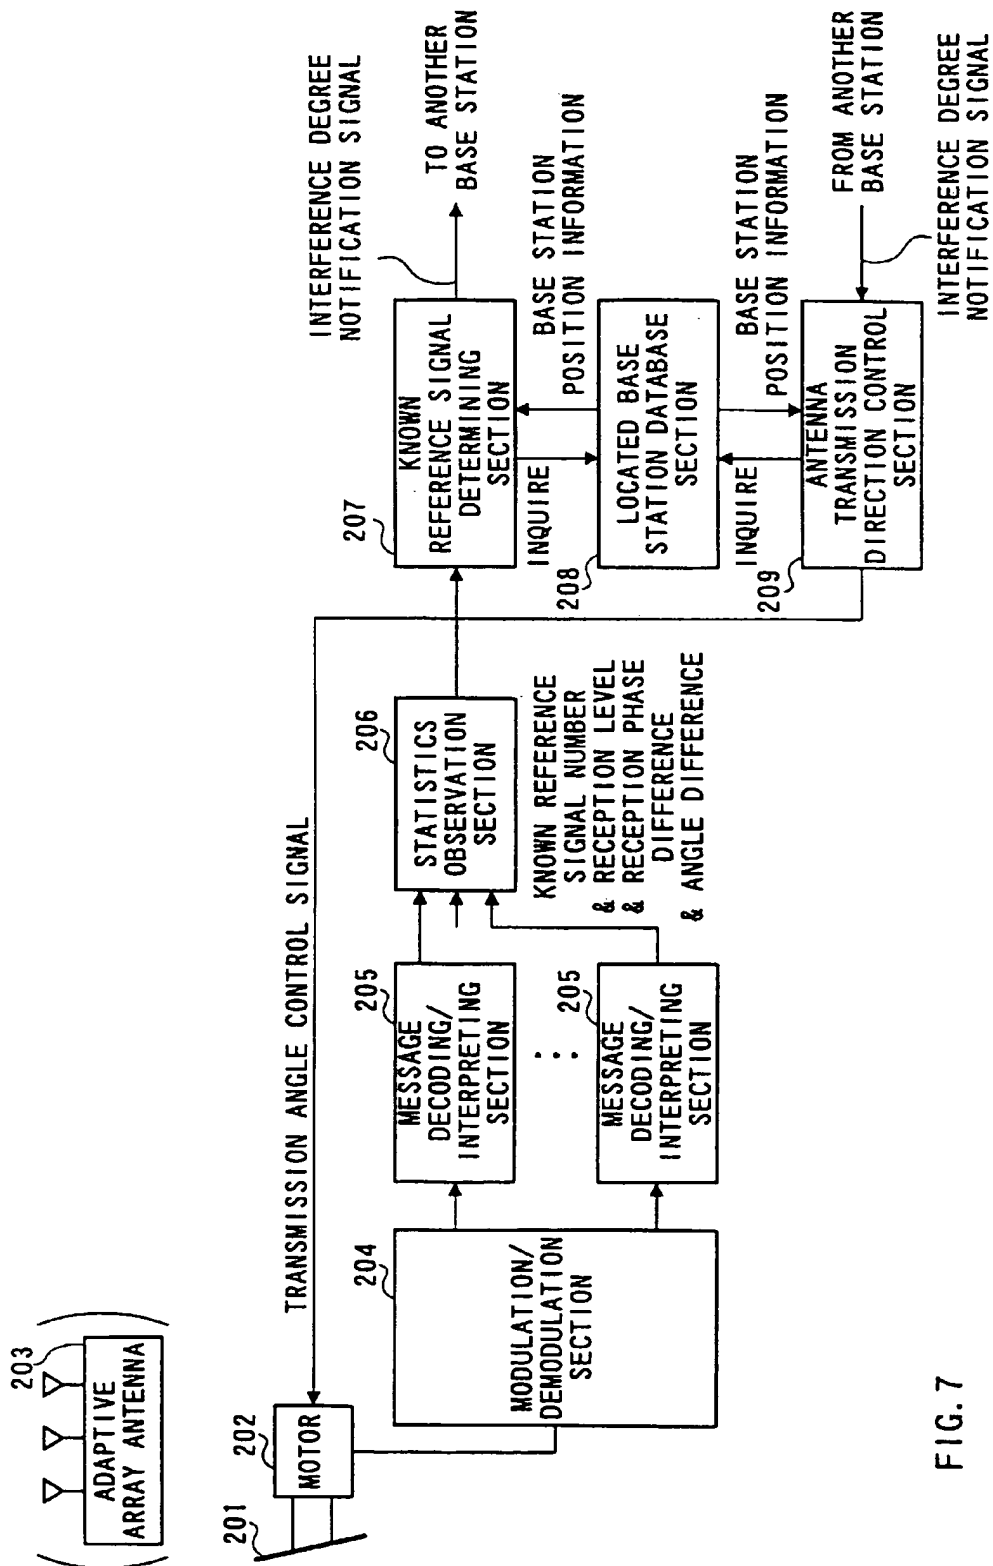 203
ADAPTIVE
ARRAY ANTENNA
201
202
MOTOR
TRANSMISSION ANGLE CONTROL SIGNAL
204
MODULATION/
DEMODULATION
SECTION
205
MESSAGE
DECODING/
INTERPRETING
SECTION
205
MESSAGE
DECODING/
INTERPRETING
SECTION
206
STATISTICS
OBSERVATION
SECTION
KNOWN REFERENCE
SIGNAL NUMBER
& RECEPTION LEVEL
& RECEPTION PHASE
DIFFERENCE
& ANGLE DIFFERENCE
207
KNOWN
REFERENCE SIGNAL
DETERMINING
SECTION
INTERFERENCE DEGREE
NOTIFICATION SIGNAL
TO ANOTHER
BASE STATION
INQUIRE
BASE STATION
POSITION INFORMATION
208
LOCATED BASE
STATION DATABASE
SECTION
INQUIRE
BASE STATION
POSITION INFORMATION
209
ANTENNA
TRANSMISSION
DIRECTION CONTROL
SECTION
FROM ANOTHER
BASE STATION
INTERFERENCE DEGREE
NOTIFICATION SIGNAL
FIG. 7